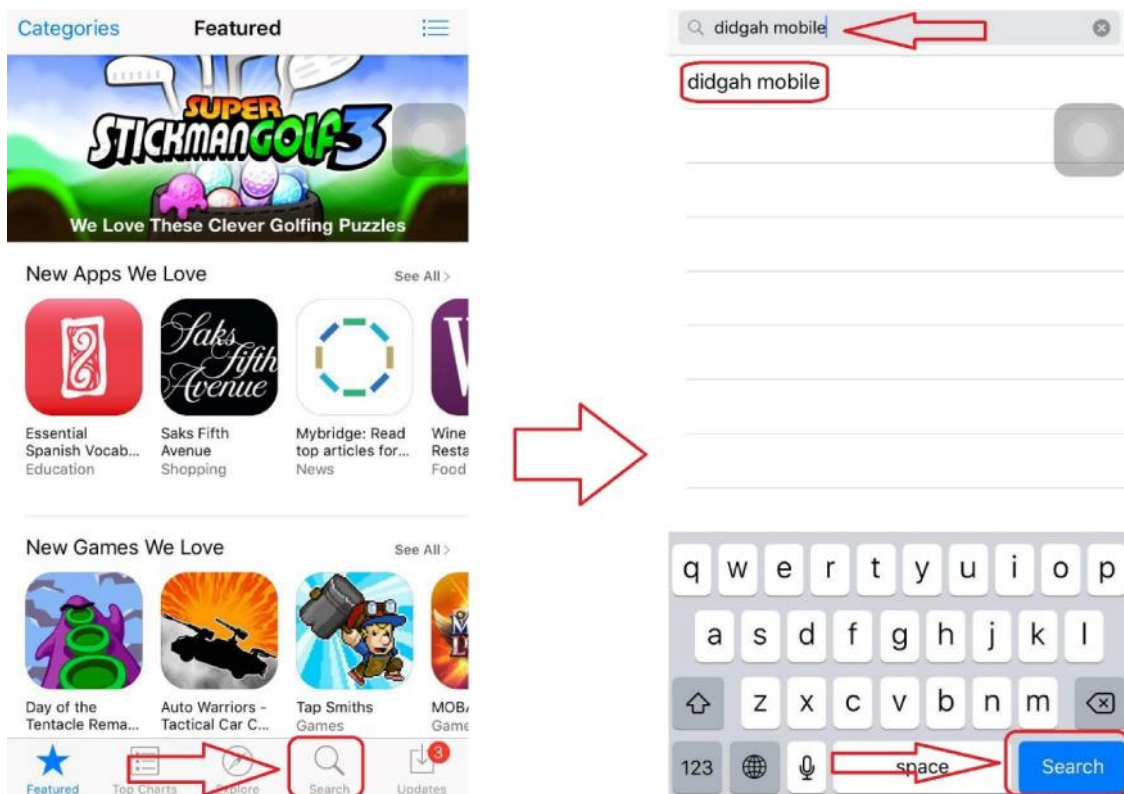 Categories Featured
SUPER
STICKMAN GOLF 3
We Love These Clever Golfing Puzzles
New Apps We Love See All >
Saks
Fifth
Avenue
W
Essential
Spanish Vocab...
Education
Saks Fifth
Avenue
Shopping
Mybridge: Read
top articles for...
News
Wine
Resta
Food
New Games We Love See All >
Day of the
Tentacle Rema...
Auto Warriors -
Tactical Car C...
Tap Smiths
Games
MOBA
Game
3
Featured Top Charts Explore Search Updates
didgah mobile
didgah mobile
q w e r t y u i o p
a s d f g h j k l
z x c v b n m
123 space Search